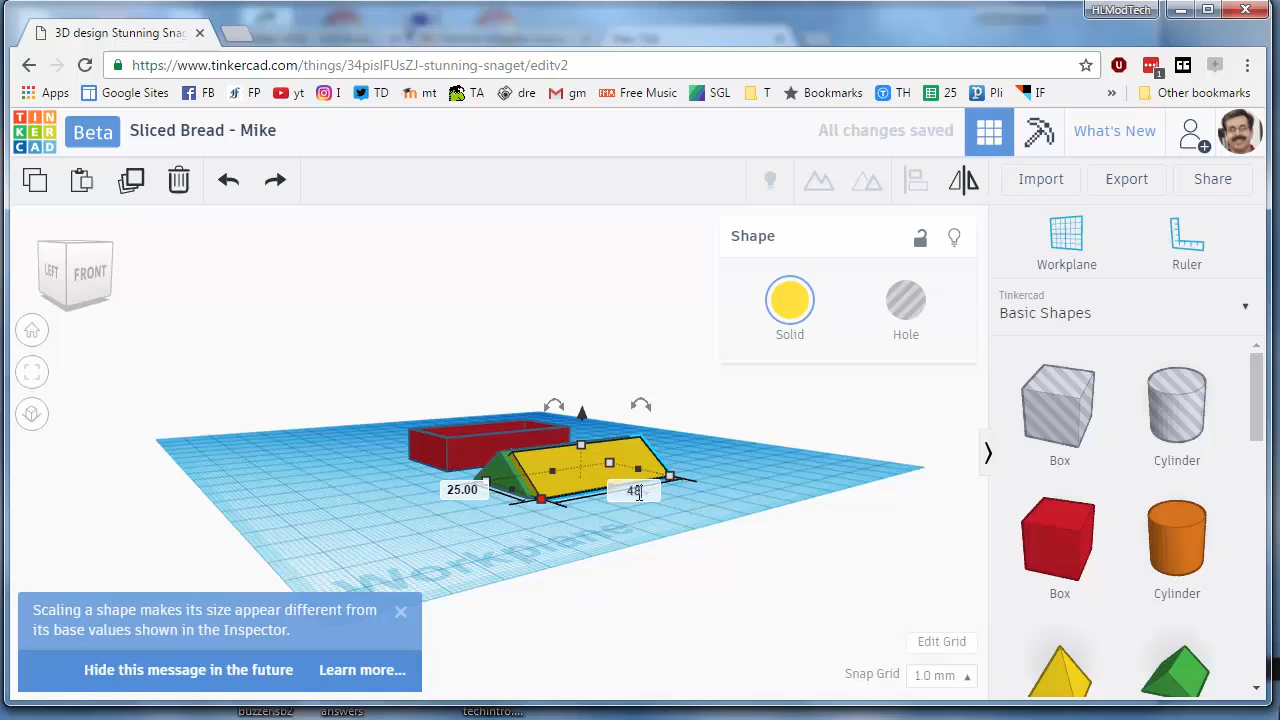 HLModTech
3D design Stunning Snag
https://www.tinkercad.com/things/34pisIFUsZJ-stunning-snaget/editv2
1
Apps Google Sites FB FP yt I TD mt TA dre gm Free Music SGL T Bookmarks TH 25 Pli IF » Other bookmarks
TIN
KER
CAD
Beta
Sliced Bread - Mike
All changes saved
What's New
Import
Export
Share
LEFT
FRONT
Shape
Solid
Hole
Workplane
Ruler
Tinkercad
Basic Shapes
Box
Cylinder
Box
Cylinder
25.00
48
Workplane
Scaling a shape makes its size appear different from
its base values shown in the Inspector.
Hide this message in the future
Learn more...
Edit Grid
Snap Grid
1.0 mm
answers